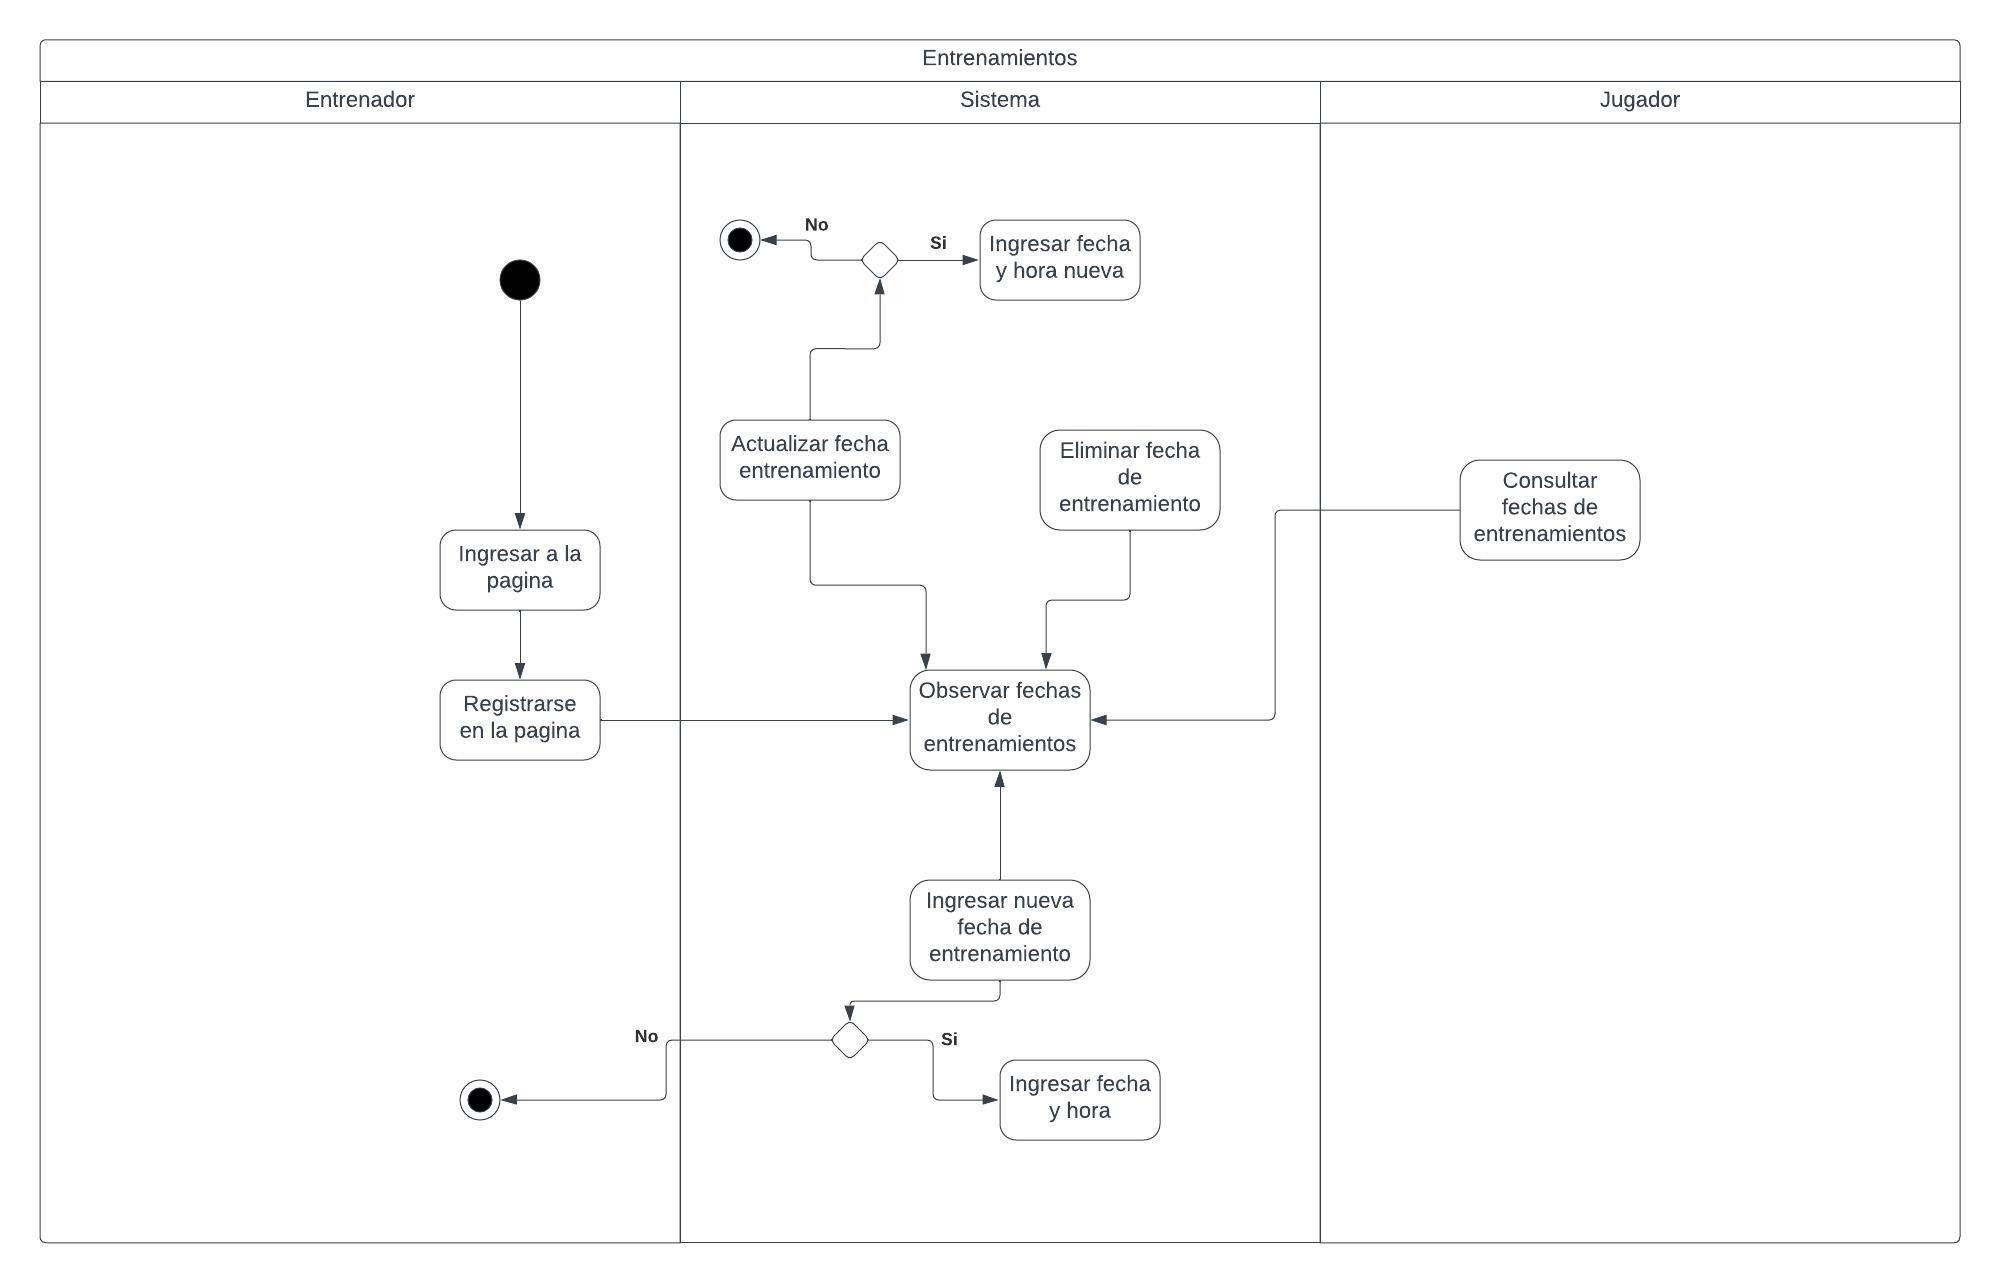 Entrenamientos
Entrenador
Sistema
Jugador
No
Si
Ingresar fecha
y hora nueva
Actualizar fecha
entrenamiento
Eliminar fecha
de
entrenamiento
Consultar
fechas de
entrenamientos
Ingresar a la
pagina
Registrarse
en la pagina
Observar fechas
de
entrenamientos
Ingresar nueva
fecha de
entrenamiento
No
Si
Ingresar fecha
y hora